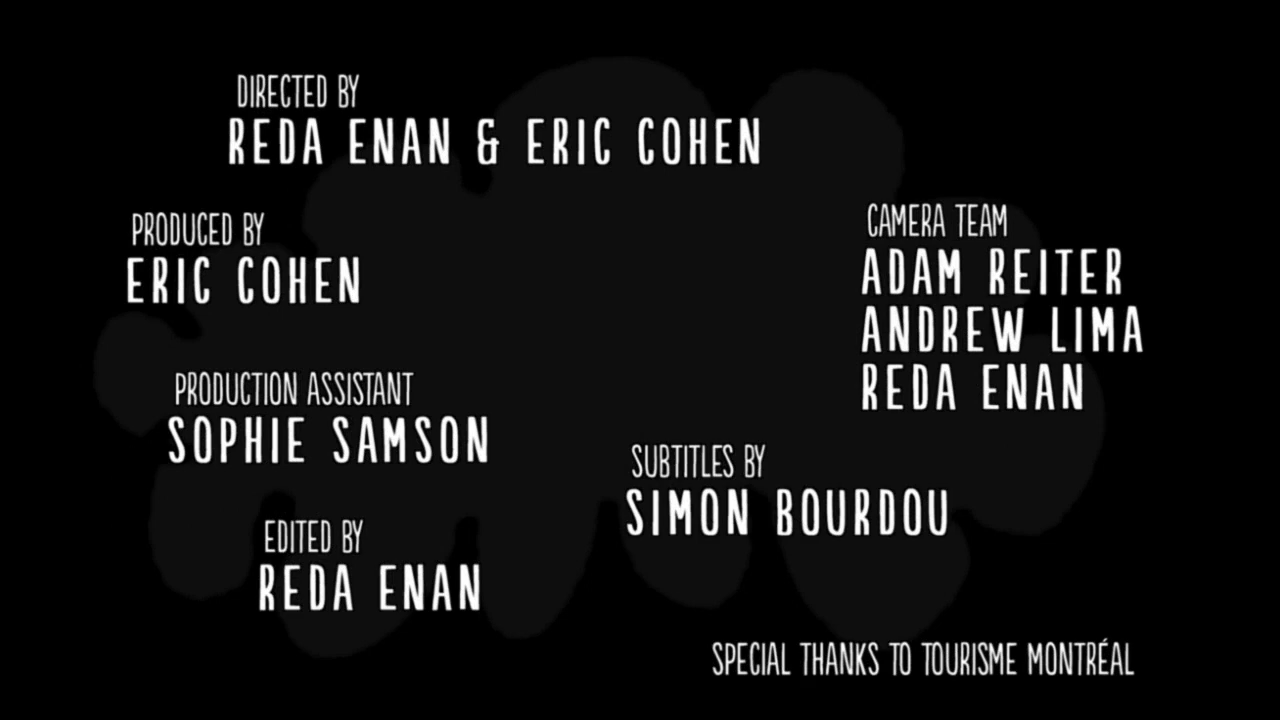 DIRECTED BY
REDA ENAN & ERIC COHEN
PRODUCED BY
ERIC COHEN
PRODUCTION ASSISTANT
SOPHIE SAMSON
EDITED BY
REDA ENAN
CAMERA TEAM
ADAM REITER
ANDREW LIMA
REDA ENAN
SUBTITLES BY
SIMON BOURDOU
SPECIAL THANKS TO TOURISME MONTRÉAL